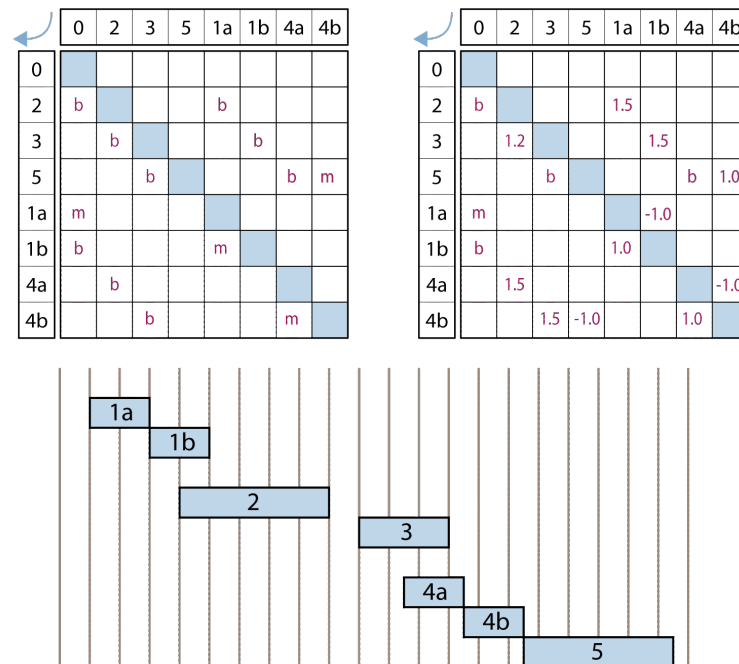 0 2 3 5 1a 1b 4a 4b
0
2 b b
3 b b
5 b b m
1a m
1b b m
4a b
4b b m
0 2 3 5 1a 1b 4a 4b
0
2 b 1.5
3 1.2 1.5
5 b b 1.0
1a m -1.0
1b b 1.0
4a 1.5 -1.0
4b 1.5 -1.0 1.0
1a
1b
2
3
4a
4b
5